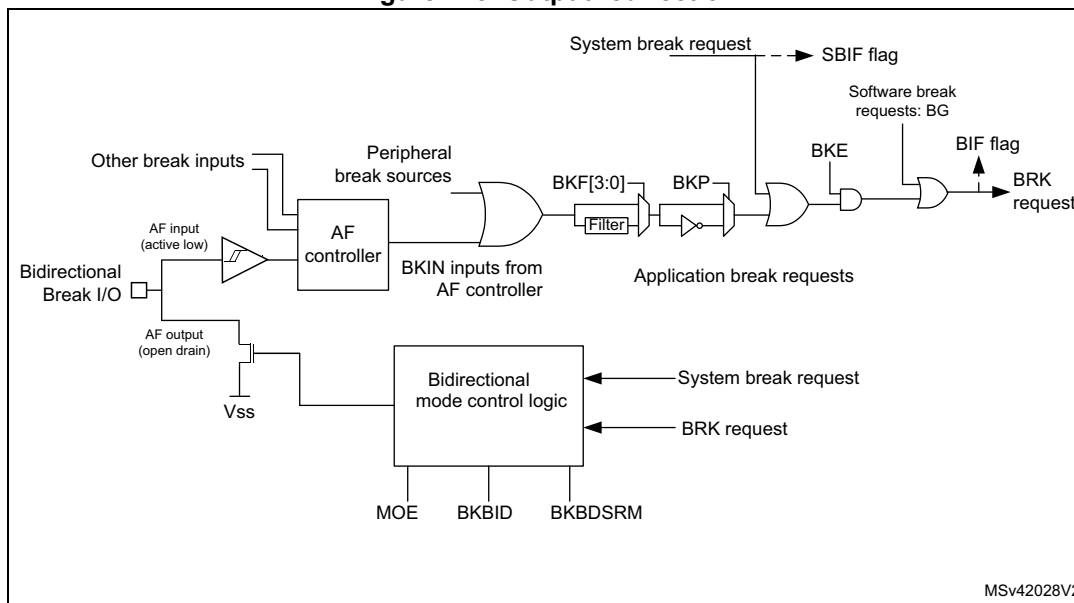 System break request
SBIF flag
Software break
requests: BG
BIF flag
BKE
BRK
request
Peripheral
break sources
BKF[3:0]
BKP
Other break inputs
Filter
AF
controller
AF input
(active low)
BKIN inputs from
AF controller
Application break requests
Bidirectional
Break I/O
AF output
(open drain)
Vss
Bidirectional
mode control logic
System break request
BRK request
MOE
BKBID
BKBDSRM
MSv42028V2